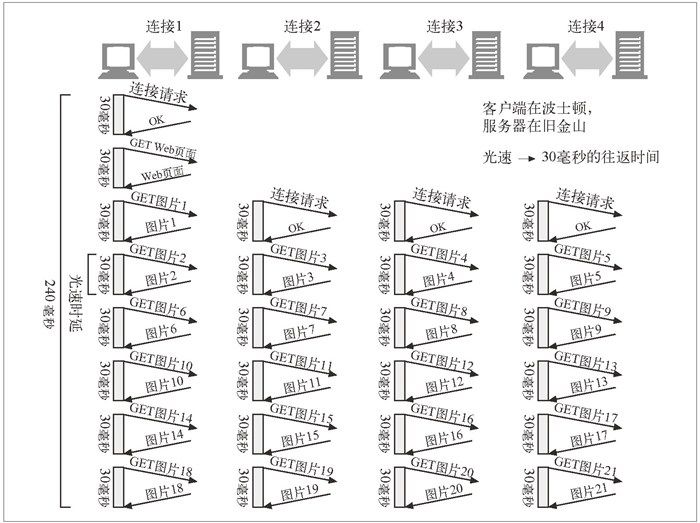 连接1
连接2
连接3
连接4
客户端在波士顿,
服务器在旧金山
光速 → 30毫秒的往返时间
240 毫秒
光速时延
30毫秒
连接请求
OK
30毫秒
GET Web页面
Web页面
30毫秒
GET图片1
图片1
30毫秒
连接请求
OK
30毫秒
连接请求
OK
30毫秒
连接请求
OK
30毫秒
GET图片2
图片2
30毫秒
GET图片3
图片3
30毫秒
GET图片4
图片4
30毫秒
GET图片5
图片5
30毫秒
GET图片6
图片6
30毫秒
GET图片7
图片7
30毫秒
GET图片8
图片8
30毫秒
GET图片9
图片9
30毫秒
GET图片10
图片10
30毫秒
GET图片11
图片11
30毫秒
GET图片12
图片12
30毫秒
GET图片13
图片13
30毫秒
GET图片14
图片14
30毫秒
GET图片15
图片15
30毫秒
GET图片16
图片16
30毫秒
GET图片17
图片17
30毫秒
GET图片18
图片18
30毫秒
GET图片19
图片19
30毫秒
GET图片20
图片20
30毫秒
GET图片21
图片21